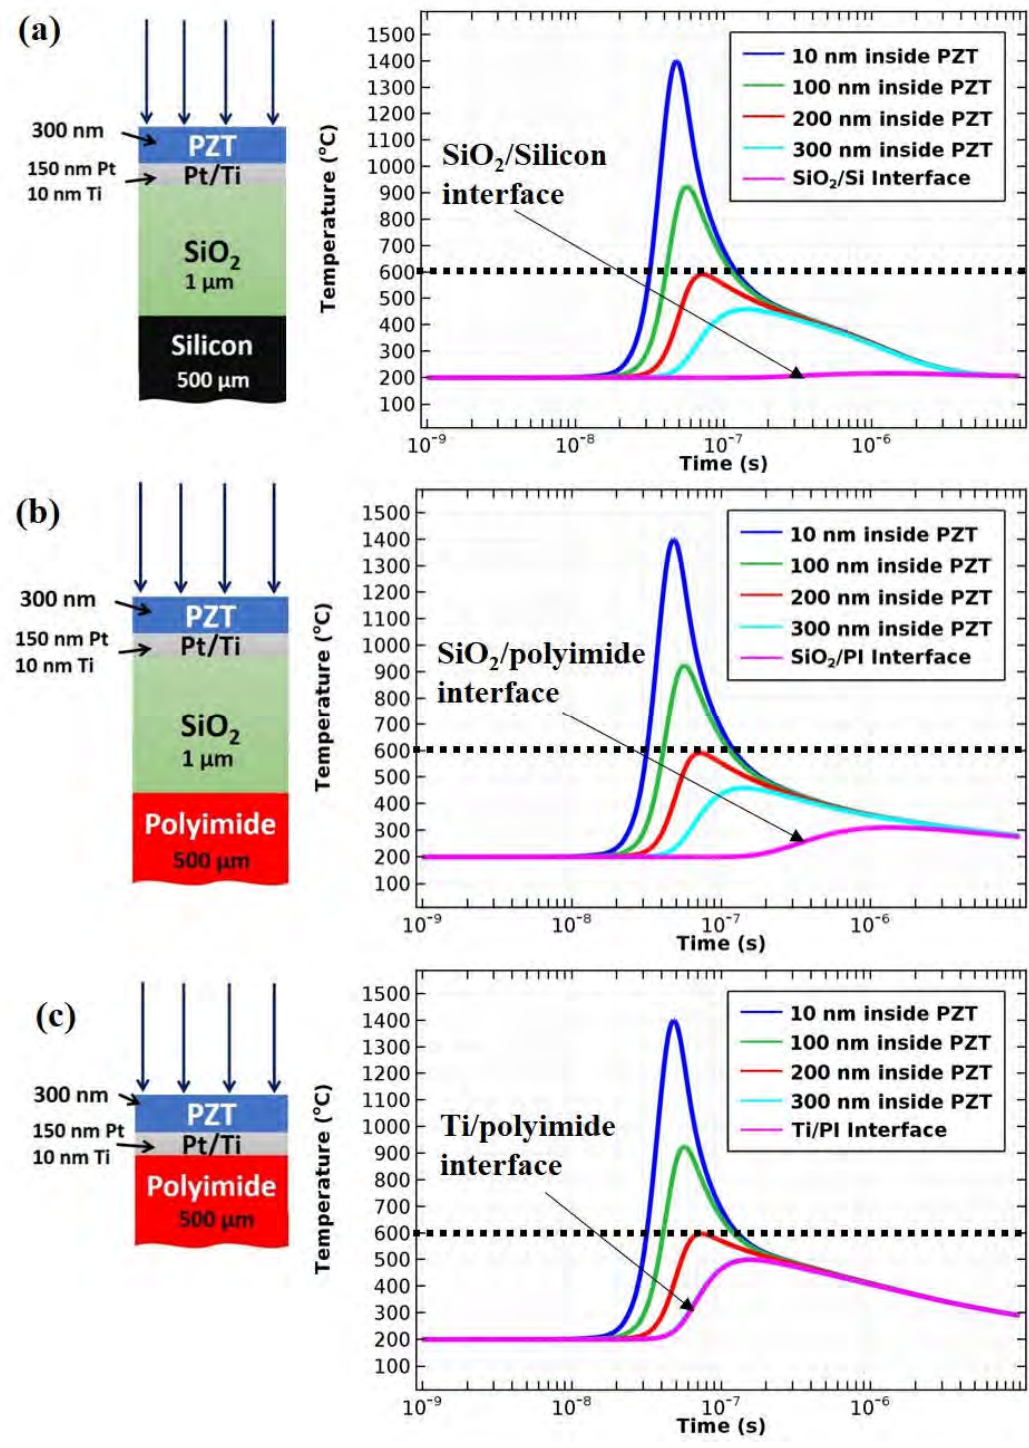 (a)
300 nm
PZT
150 nm Pt
10 nm Ti
Pt/Ti
SiO2
1 µm
Silicon
500 µm
Temperature (°C)
1500
1400
1300
1200
1100
1000
900
800
700
600
500
400
300
200
100
SiO2/Silicon
interface
10 nm inside PZT
100 nm inside PZT
200 nm inside PZT
300 nm inside PZT
SiO2/Si Interface
10-9 10-8 10-7 10-6
Time (s)
(b)
300 nm
PZT
150 nm Pt
10 nm Ti
Pt/Ti
SiO2
1 µm
Polyimide
500 µm
Temperature (°C)
1500
1400
1300
1200
1100
1000
900
800
700
600
500
400
300
200
100
SiO2/polyimide
interface
10 nm inside PZT
100 nm inside PZT
200 nm inside PZT
300 nm inside PZT
SiO2/PI Interface
10-9 10-8 10-7 10-6
Time (s)
(c)
300 nm
PZT
150 nm Pt
10 nm Ti
Pt/Ti
Polyimide
500 µm
Temperature (°C)
1500
1400
1300
1200
1100
1000
900
800
700
600
500
400
300
200
100
Ti/polyimide
interface
10 nm inside PZT
100 nm inside PZT
200 nm inside PZT
300 nm inside PZT
Ti/PI Interface
10-9 10-8 10-7 10-6
Time (s)